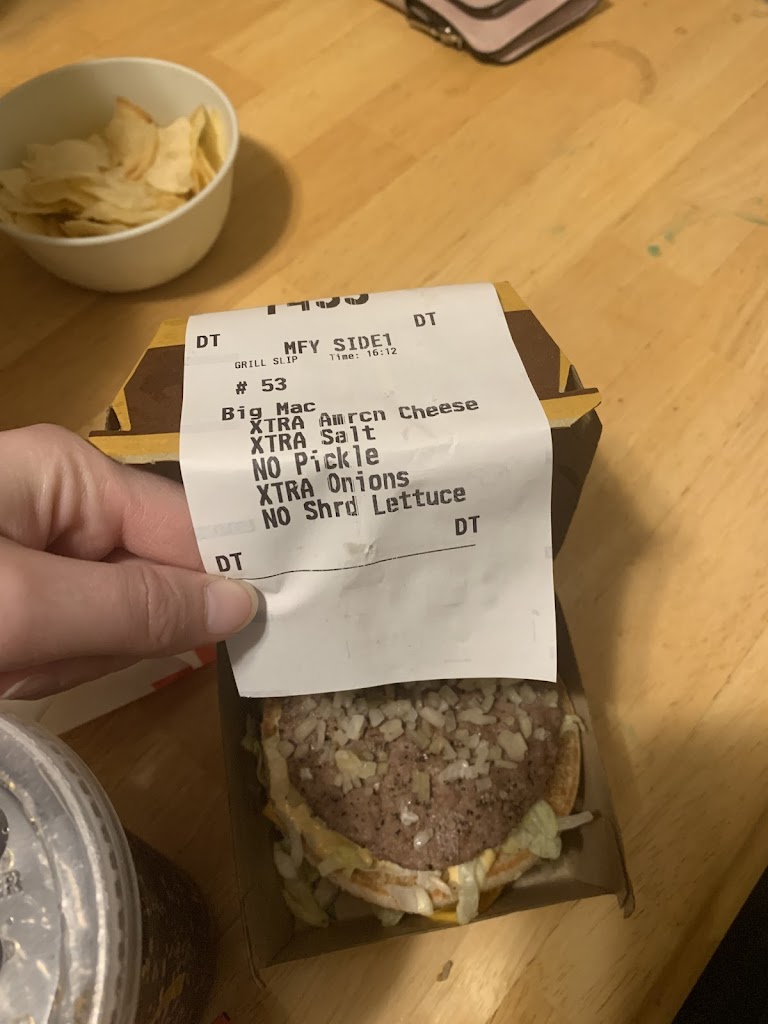 DT DT
MFY SIDE1
GRILL SLIP Time: 16:12
# 53
Big Mac
XTRA Amrcn Cheese
XTRA Salt
NO Pickle
XTRA Onions
NO Shrd Lettuce
DT DT